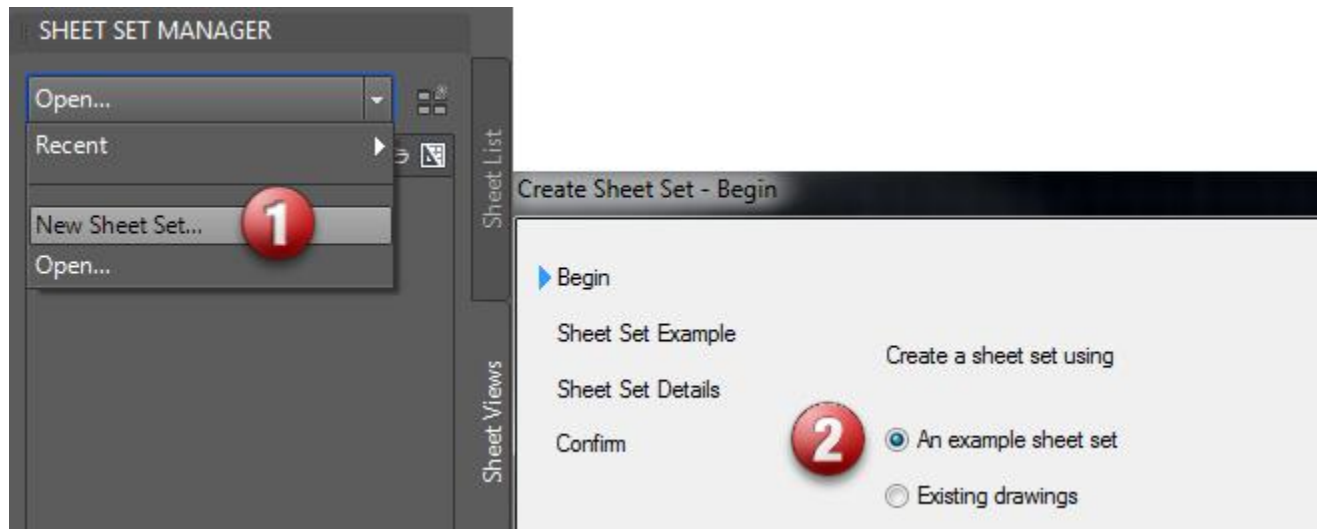 SHEET SET MANAGER
Open...
Recent
New Sheet Set...
1
Open...
Sheet List
Sheet Views
Create Sheet Set - Begin
Begin
Sheet Set Example
Sheet Set Details
Confirm
Create a sheet set using
2
An example sheet set
Existing drawings